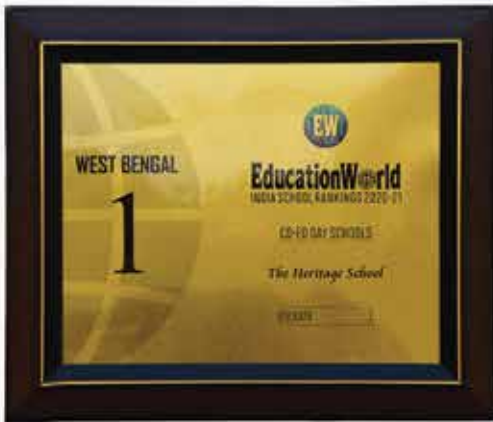 WEST BENGAL
1
EW
EducationWorld
INDIA SCHOOL RANKINGS 2020-21
CO-ED DAY SCHOOLS
The Heritage School